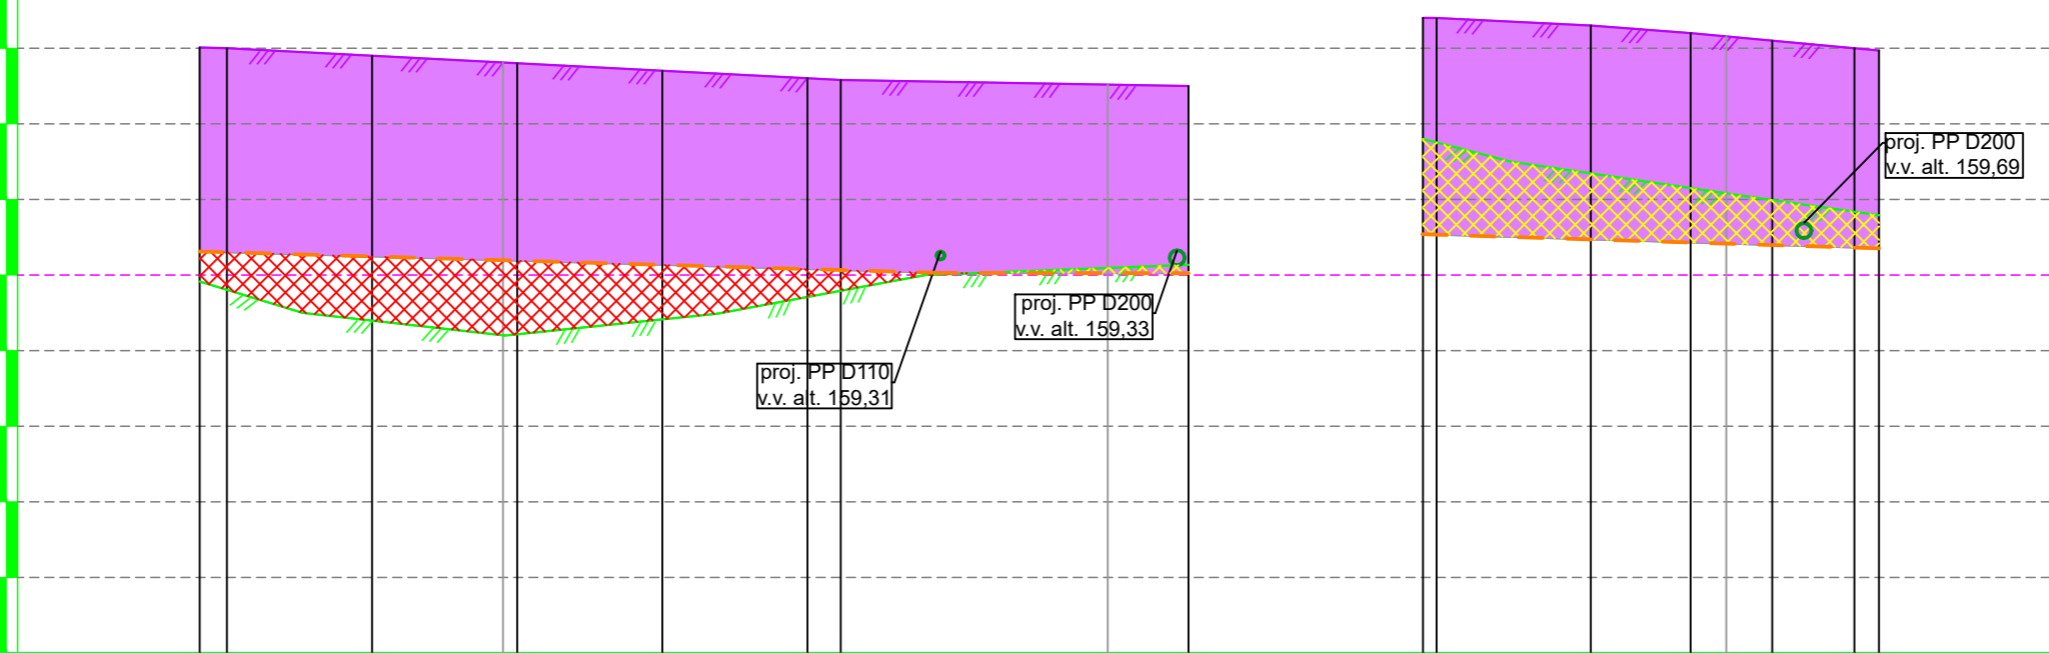 proj. PP D200
v.v. alt. 159,69
proj. PP D200
v.v. alt. 159,33
proj. PP D110
v.v. alt. 159,31